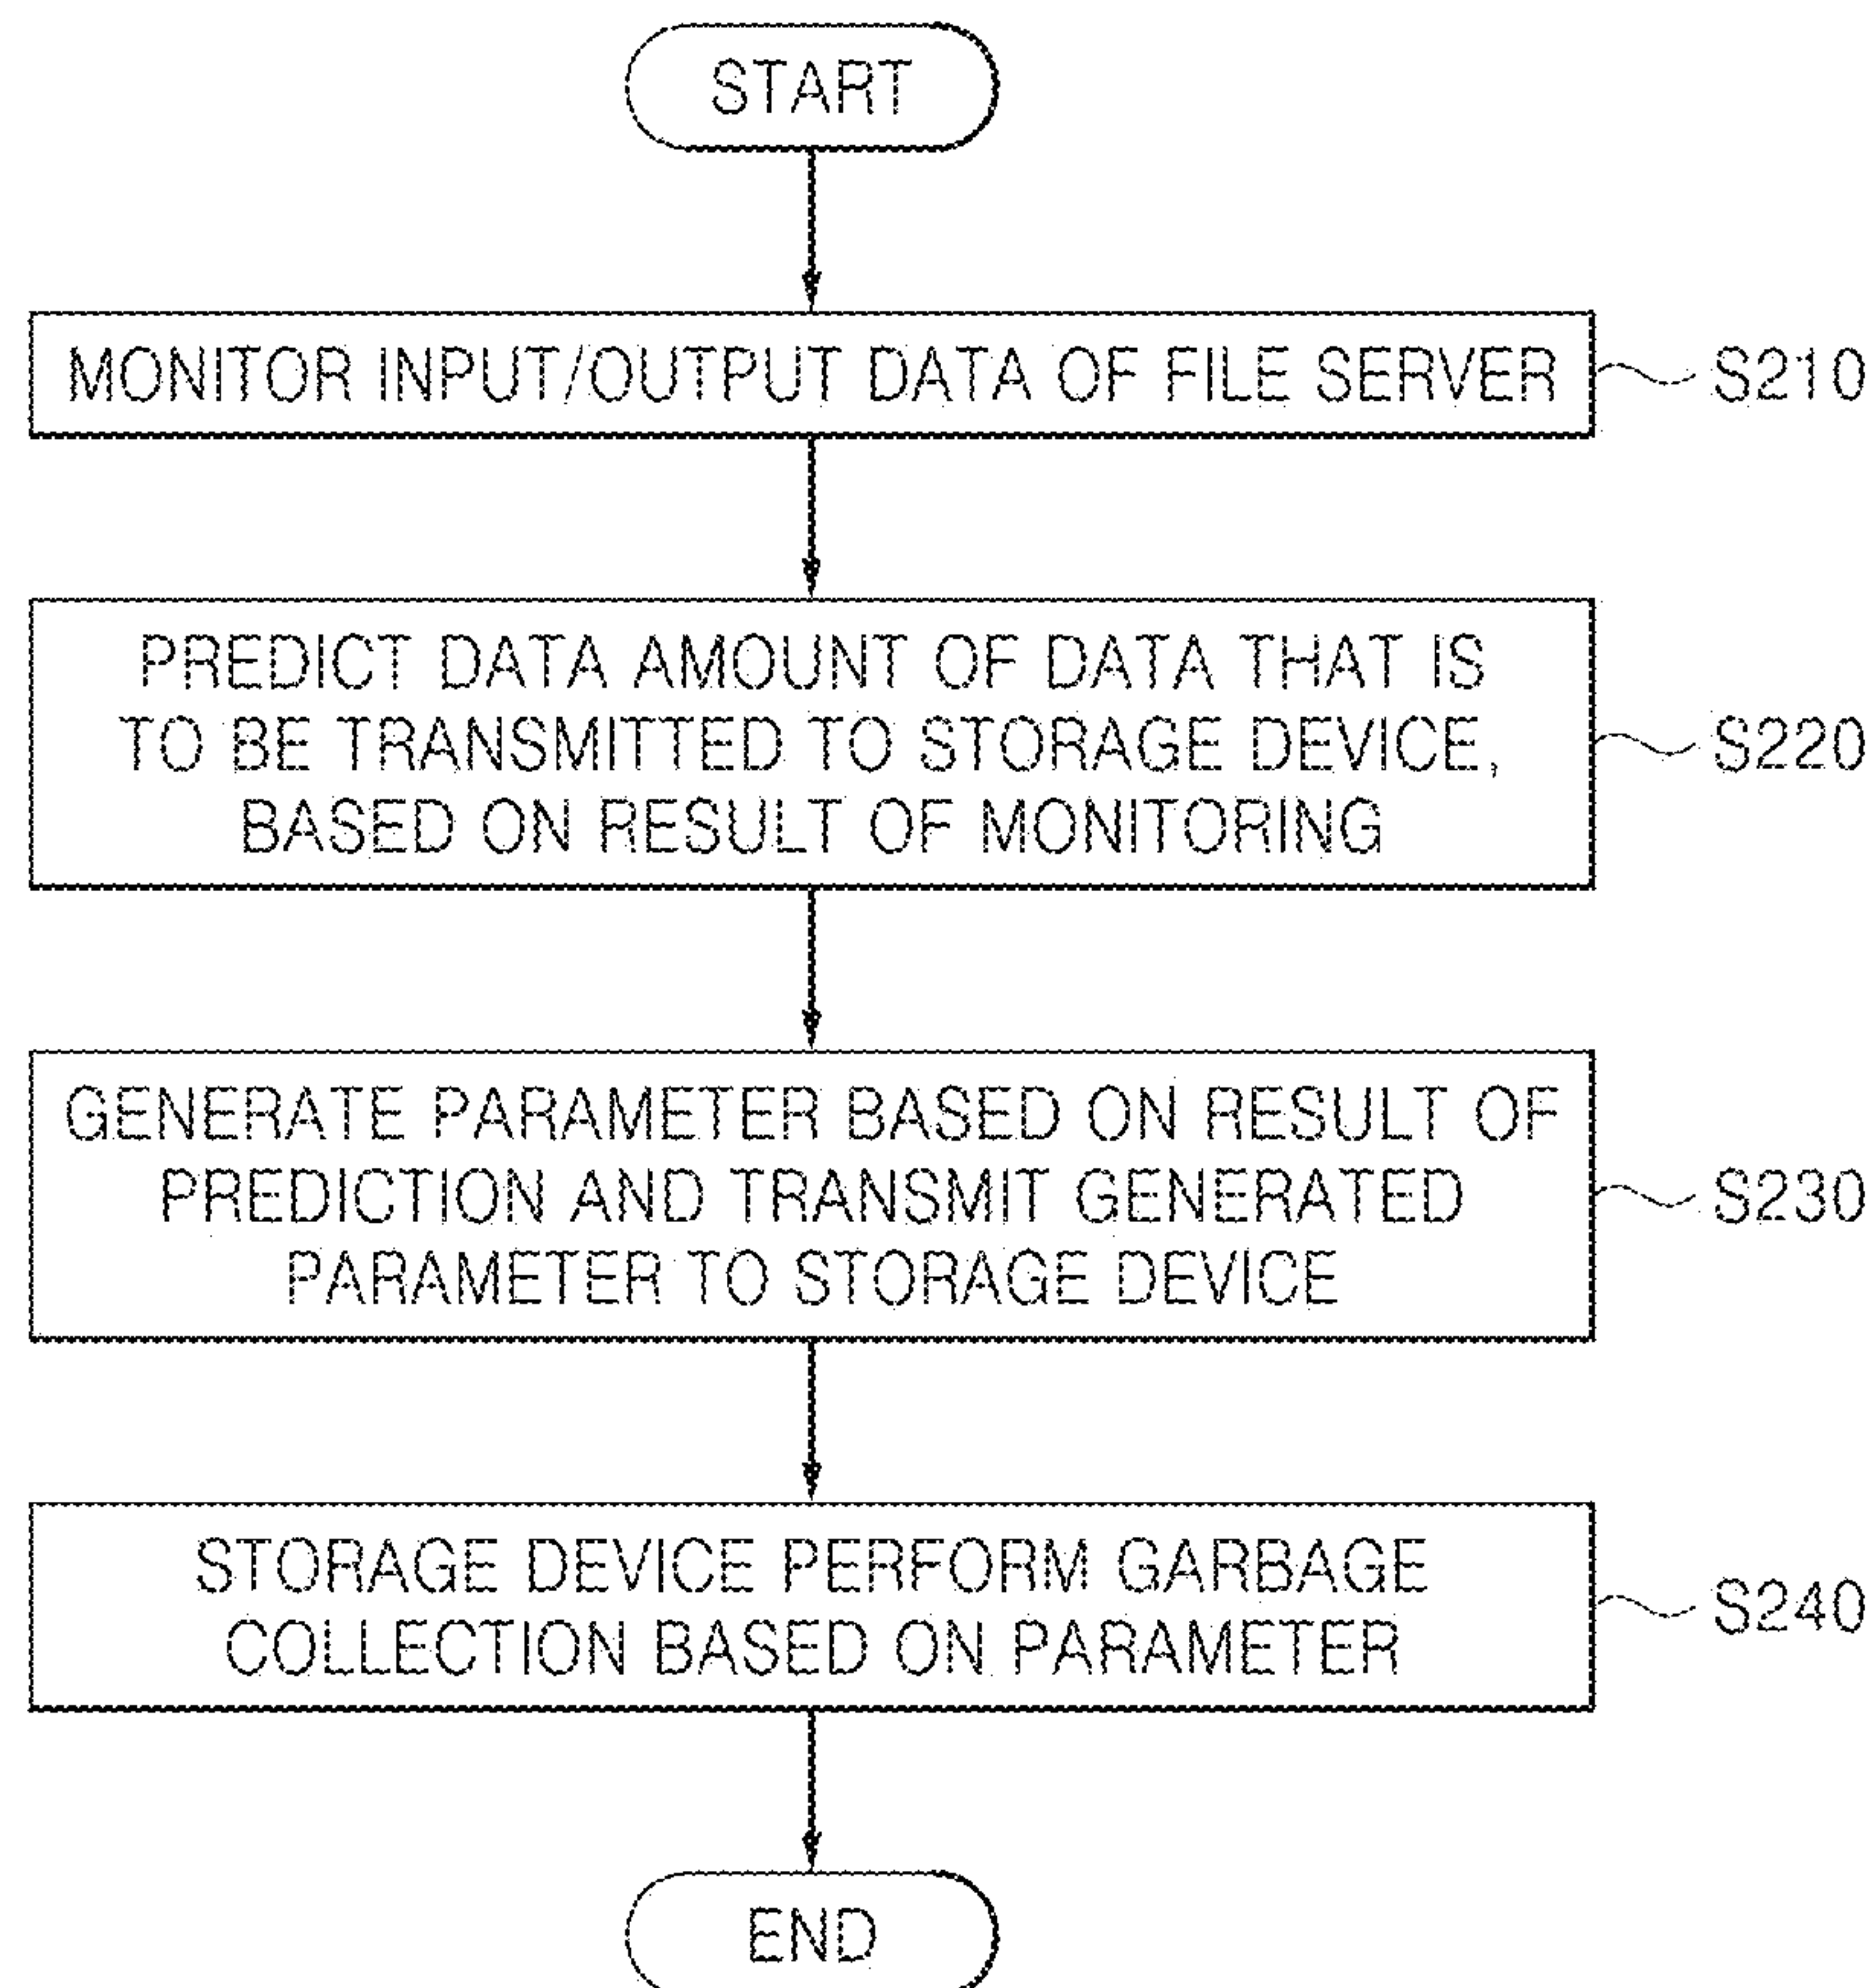 START
MONITOR INPUT/OUTPUT DATA OF FILE SERVER
S210
PREDICT DATA AMOUNT OF DATA THAT IS
TO BE TRANSMITTED TO STORAGE DEVICE,
BASED ON RESULT OF MONITORING
S220
GENERATE PARAMETER BASED ON RESULT OF
PREDICTION AND TRANSMIT GENERATED
PARAMETER TO STORAGE DEVICE
S230
STORAGE DEVICE PERFORM GARBAGE
COLLECTION BASED ON PARAMETER
S240
END